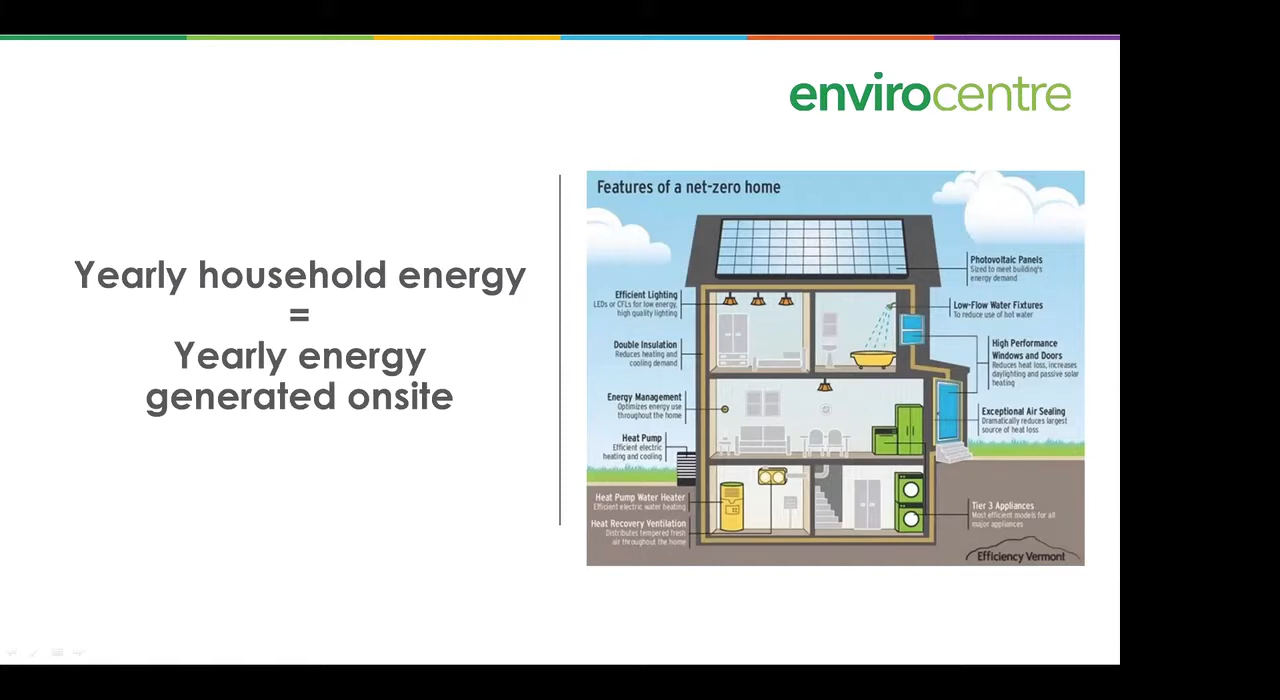 envirocentre
Yearly household energy
=
Yearly energy
generated onsite
Features of a net-zero home
Photovoltaic Panels
Sized to meet building's
energy demand
Efficient Lighting
LEDs or CFLs for low energy,
high quality lighting
Low-Flow Water Fixtures
To reduce use of hot water
Double Insulation
Reduces heating and
cooling demand
High Performance
Windows and Doors
Reduces heat loss, increases
daylighting and passive solar
heating
Energy Management
Optimizes energy use
throughout the home
Exceptional Air Sealing
Dramatically reduces largest
source of heat loss
Heat Pump
Efficient electric
heating and cooling
Heat Pump Water Heater
Efficient electric water heating
Heat Recovery Ventilation
Distributes tempered fresh
air throughout the home
Tier 3 Appliances
Most efficient models for all
major appliances
Efficiency Vermont